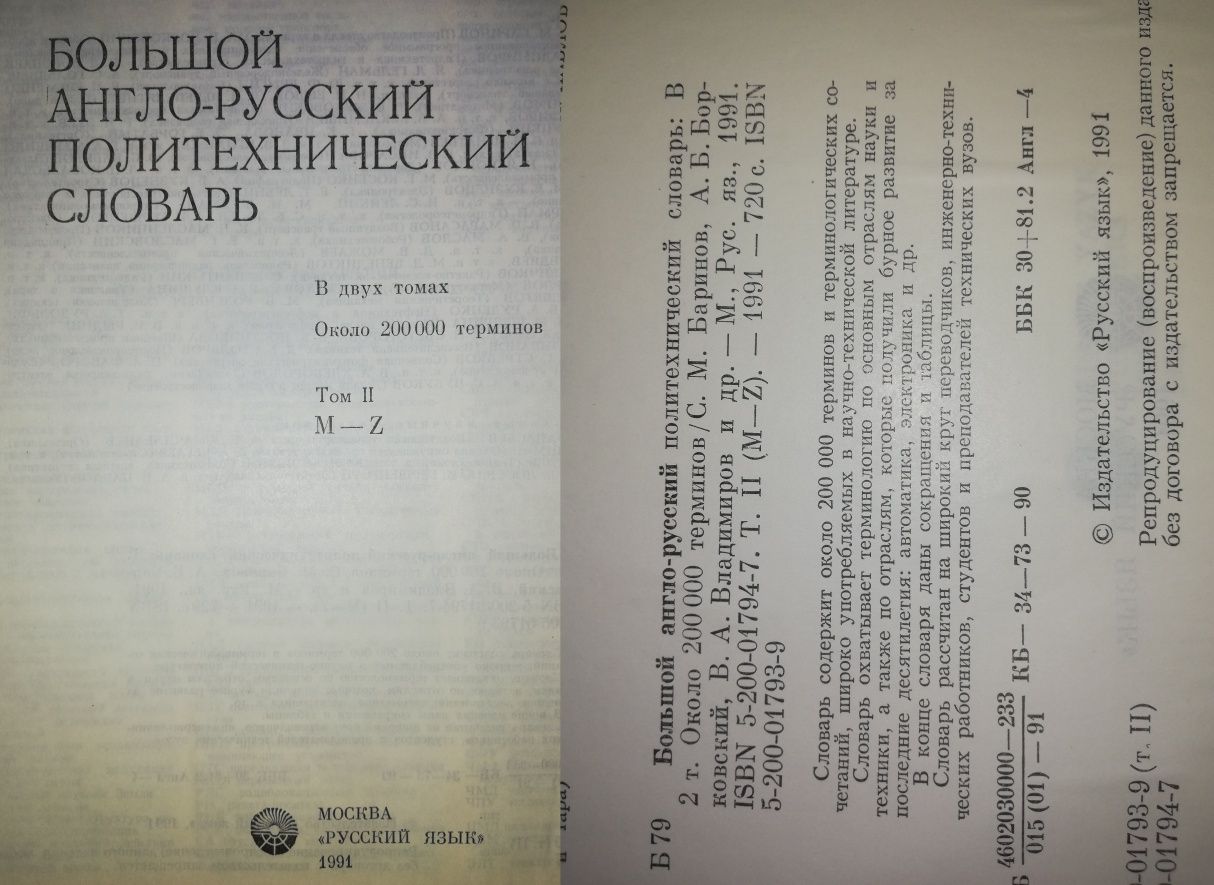 БОЛЬШОЙ
АНГЛО-РУССКИЙ
ПОЛИТЕХНИЧЕСКИЙ
СЛОВАРЬ
В двух томах
Около 200 000 терминов
Том II
M — Z
МОСКВА
«РУССКИЙ ЯЗЫК»
1991
Большой англо-русский политехнический словарь: В
Б 79 2 т. Около 200 000 терминов/С. М. Баринов, А. Б. Бор-
ковский, В. А. Владимиров и др. — М., Рус. яз., 1991.
ISBN 5-200-01794-7. Т. II (M—Z). — 1991 — 720 с. ISBN
5-200-01793-9
Словарь содержит около 200 000 терминов и терминологических со-
четаний, широко употребляемых в научно-технической литературе.
Словарь охватывает терминологию по основным отраслям науки и
техники, а также по отраслям, которые получили бурное развитие за
последние десятилетия: автоматика, электроника и др.
В конце словаря даны сокращения и таблицы.
Словарь рассчитан на широкий круг переводчиков, инженерно-техни-
ческих работников, студентов и преподавателей технических вузов.
Б 4602030000—233
015 (01) — 91 КБ— 34—73 — 90 ББК 30+81.2 Англ —4
© Издательство «Русский язык», 1991
-01793-9 (т. II) Репродуцирование (воспроизведение) данного изда
-01794-7 без договора с издательством запрещается.